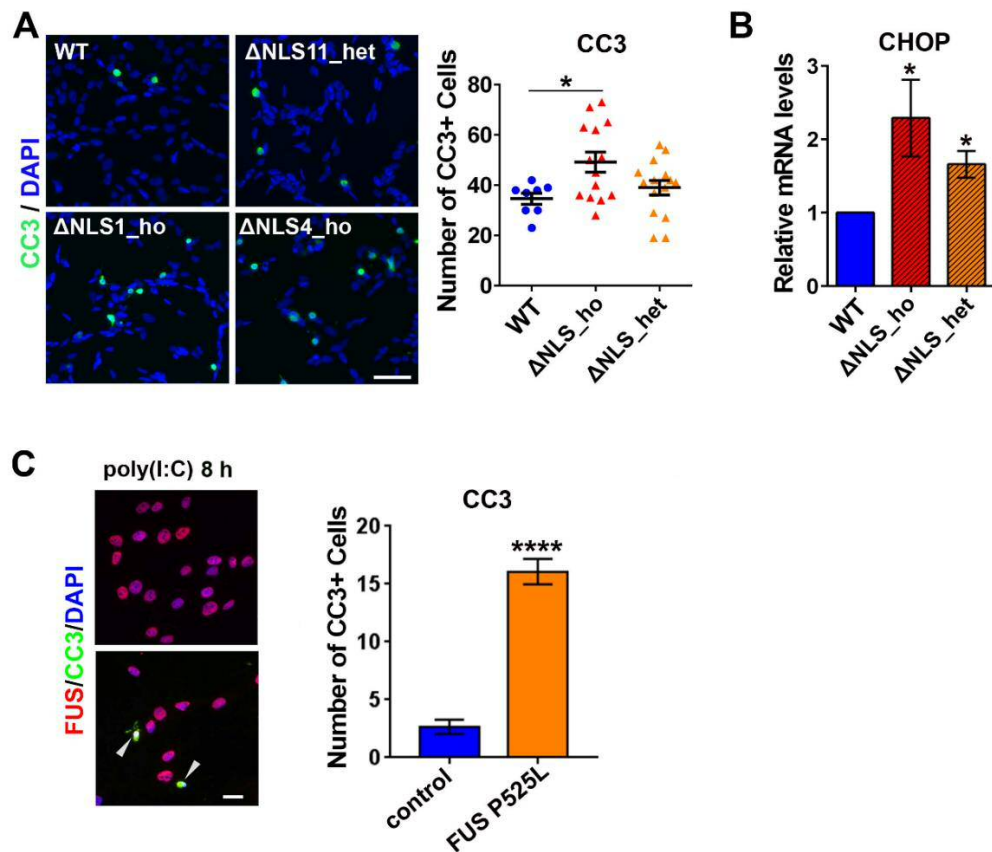 A
WT
ΔNLS11_het
ΔNLS1_ho
ΔNLS4_ho
CC3 / DAPI
CC3
*
Number of CC3+ Cells
80
60
40
20
0
WT
ΔNLS_ho
ΔNLS_het
B
CHOP
*
*
Relative mRNA levels
3
2
1
0
WT
ΔNLS_ho
ΔNLS_het
C
poly(I:C) 8 h
FUS/CC3/DAPI
CC3
****
Number of CC3+ Cells
20
15
10
5
0
control
FUS P525L